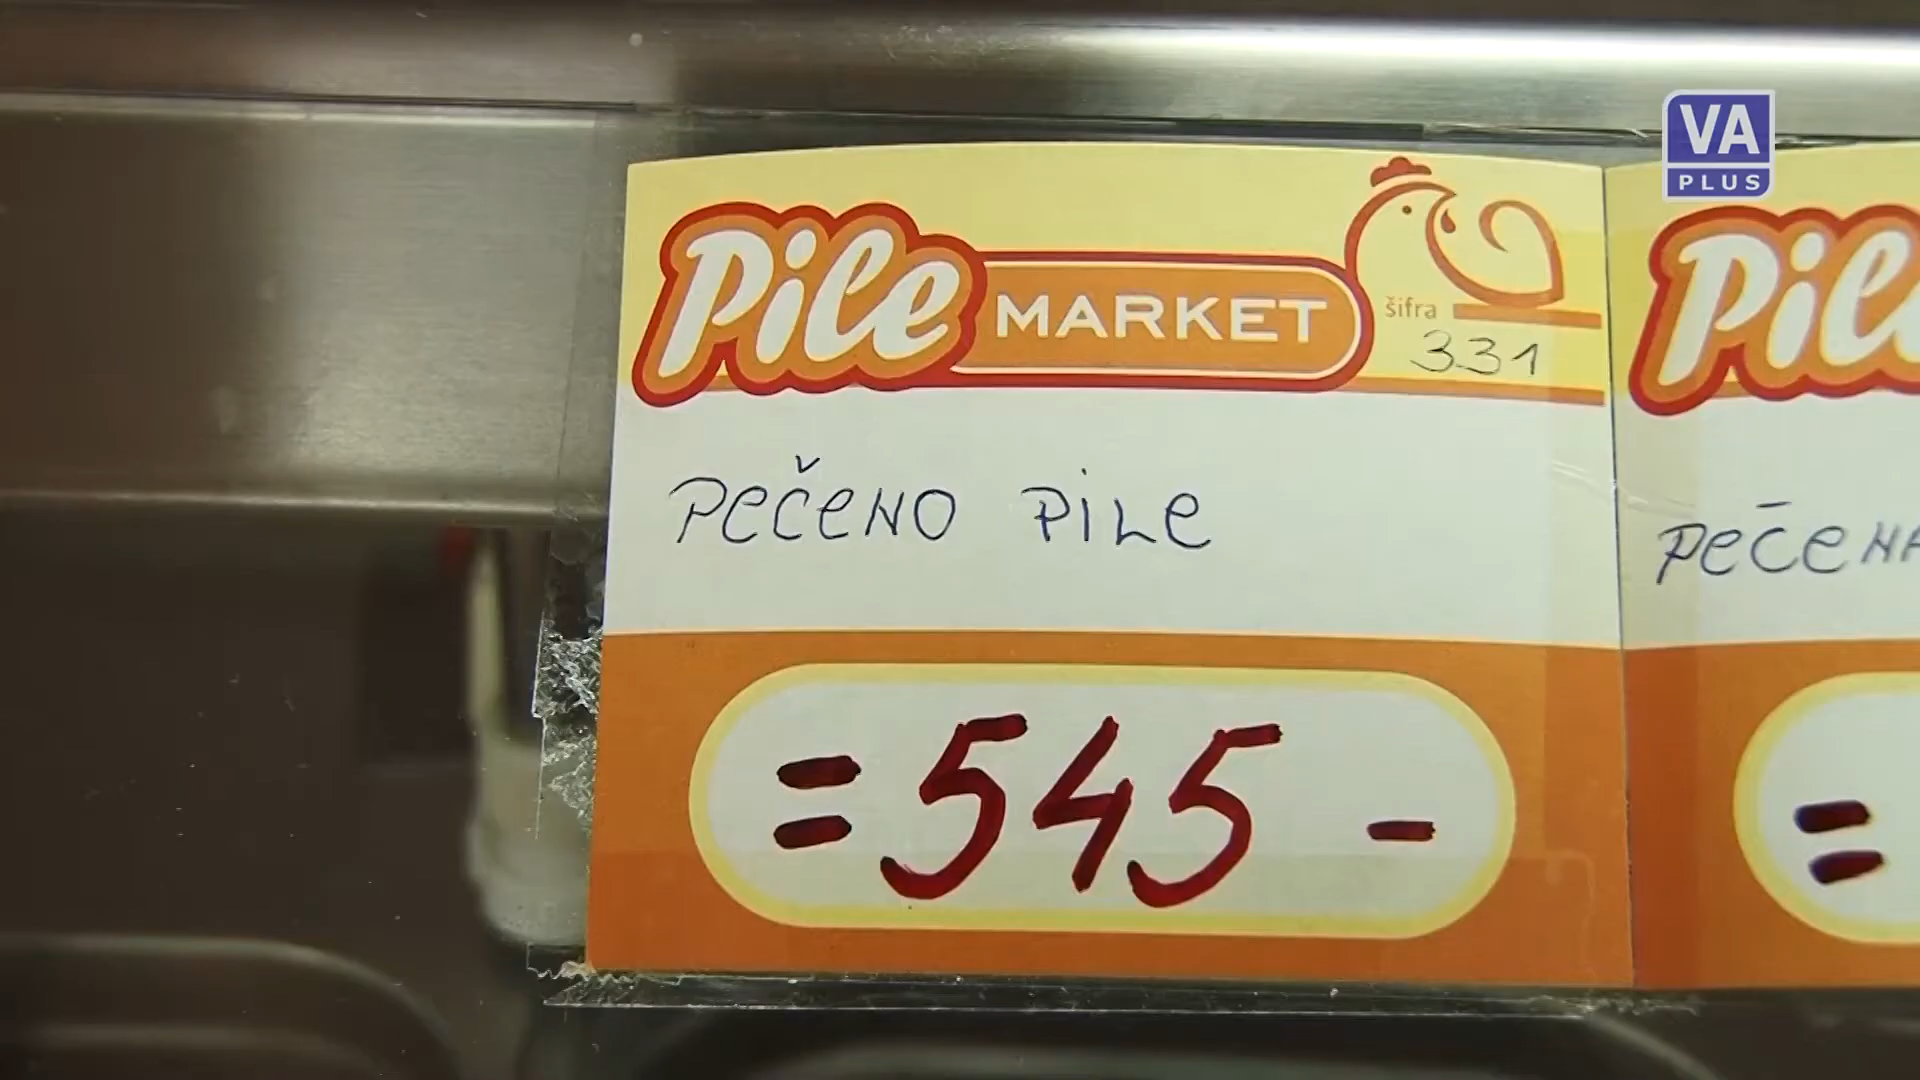 VA
PLUS
Pile MARKET
šifra
331
PEČENO PILE
=545-
Pile
PEČENA
=